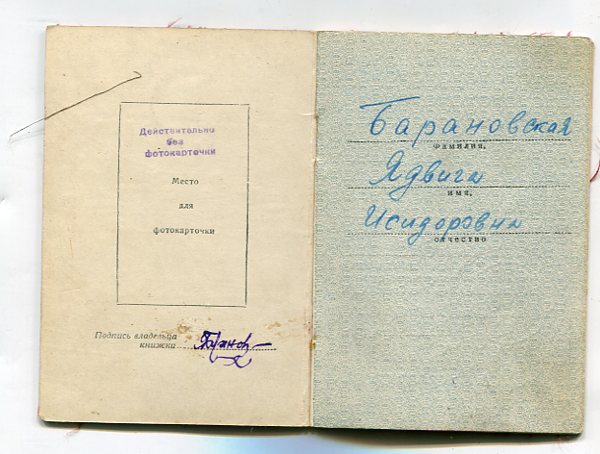 Действительно
без
фотокарточки
Место
для
фотокарточки
Подпись владельца
книжки
Барановская
фамилия,
Ядвига
имя,
Исидоровна
отчество